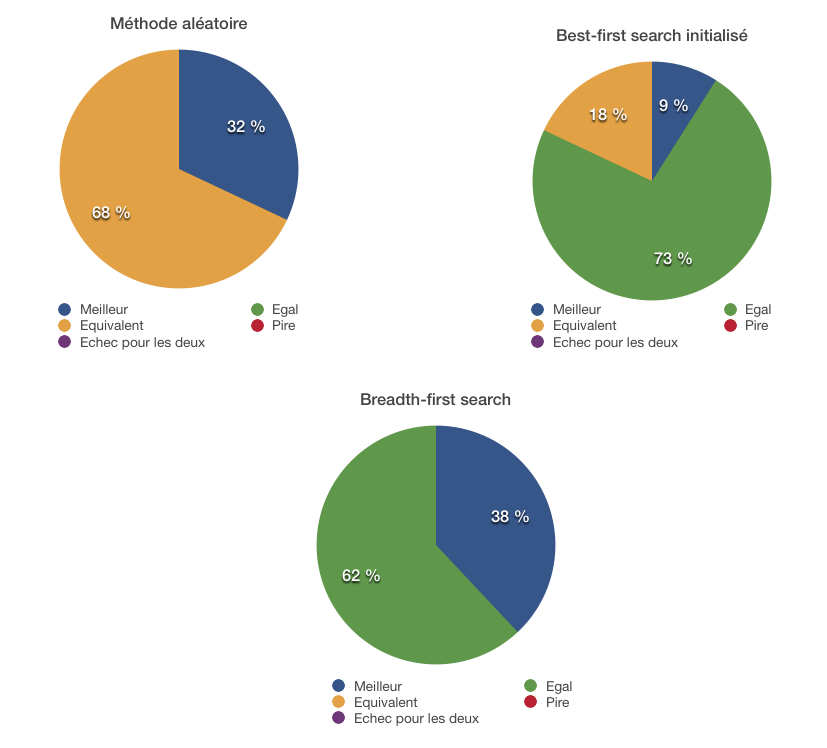 Méthode aléatoire
32 %
68 %
Meilleur
Egal
Equivalent
Pire
Echec pour les deux
Best-first search initialisé
9 %
18 %
73 %
Meilleur
Egal
Equivalent
Pire
Echec pour les deux
Breadth-first search
38 %
62 %
Meilleur
Egal
Equivalent
Pire
Echec pour les deux